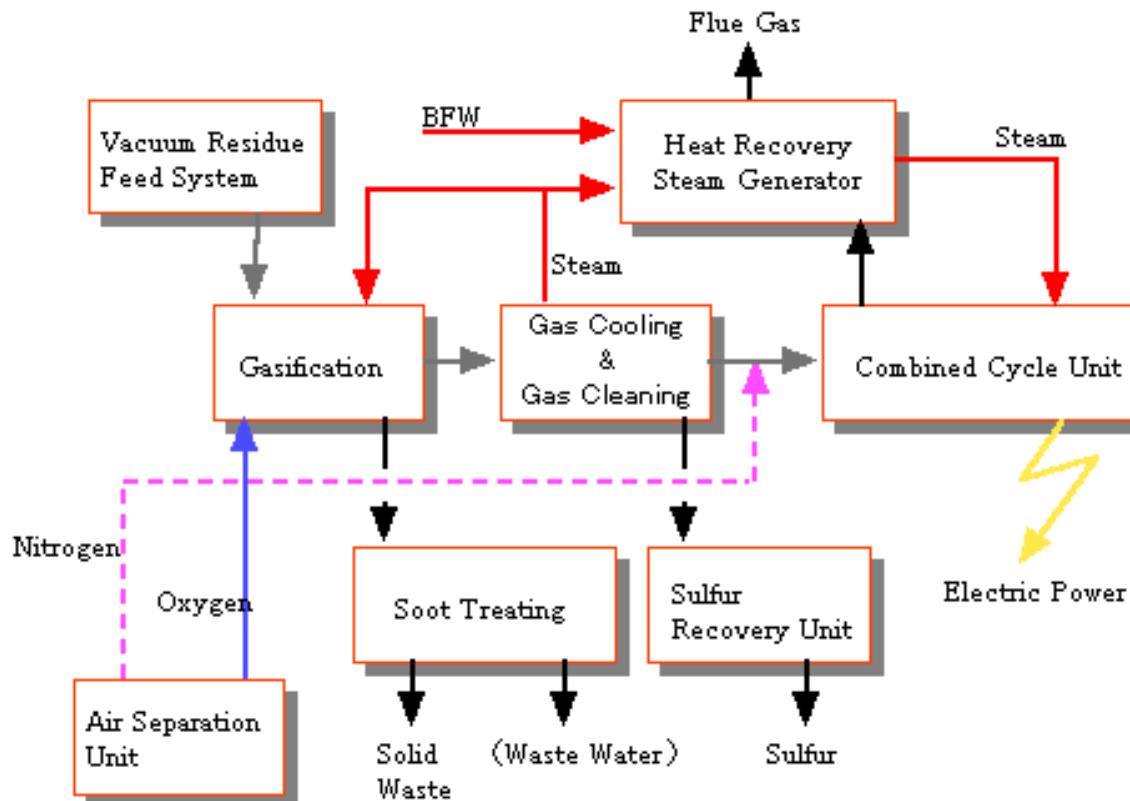 Flue Gas
Vacuum Residue
Feed System
BFW
Heat Recovery
Steam Generator
Steam
Steam
Gasification
Gas Cooling
&
Gas Cleaning
Combined Cycle Unit
Nitrogen
Oxygen
Soot Treating
Sulfur
Recovery Unit
Electric Power
Air Separation
Unit
Solid
Waste
(Waste Water)
Sulfur